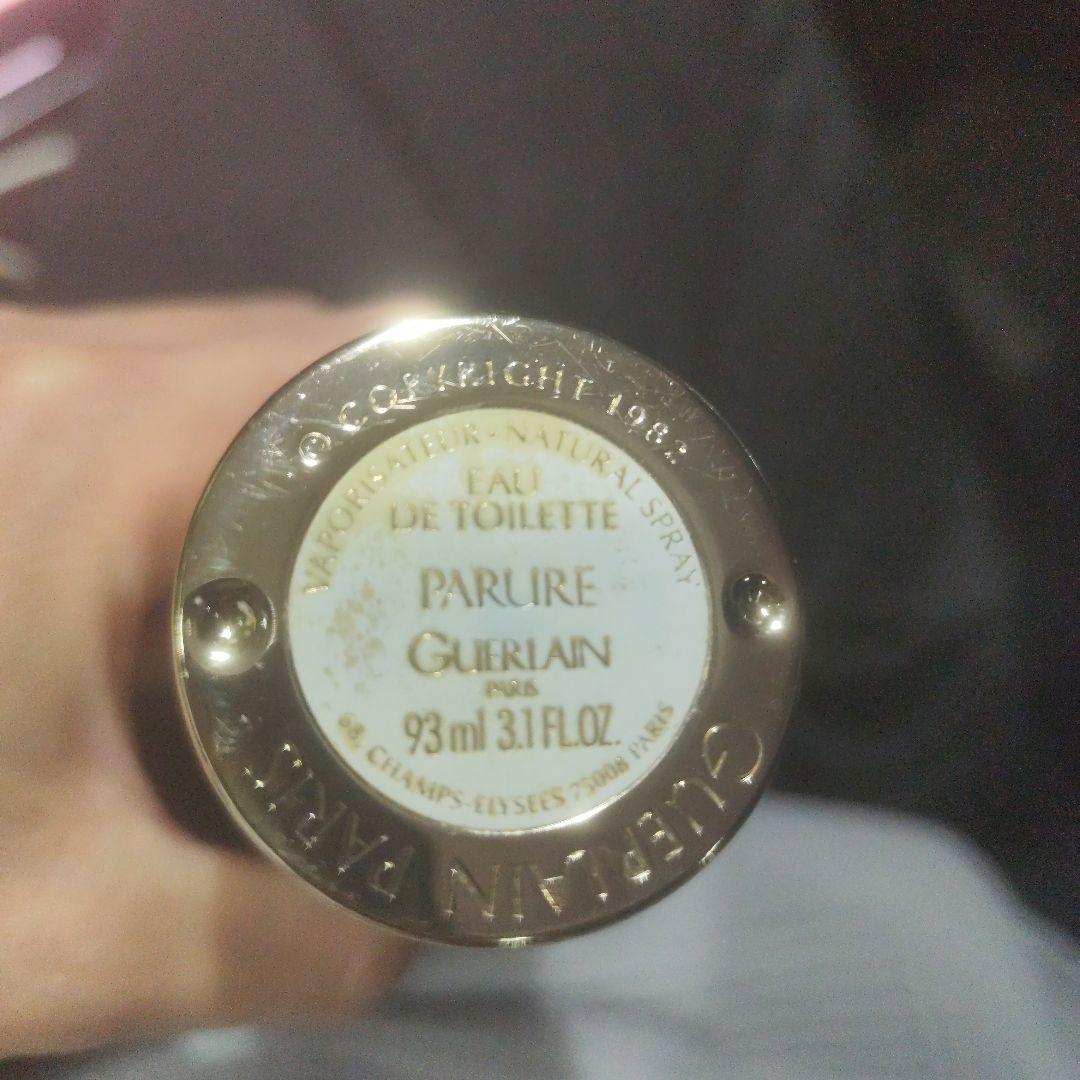 © COPYRIGHT 1982
VAPORISATEUR - NATURAL SPRAY
EAU
DE TOILETTE
PARURE
GUERLAIN
PARIS
93 ml 3.1 FL.OZ.
68, CHAMPS-ELYSEES 75008 PARIS
GUERLAIN PARIS